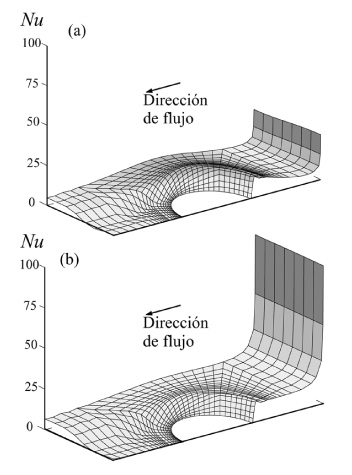 Nu
(a)
100
75
50
25
0
Dirección
de flujo
Nu
(b)
100
75
50
25
0
Dirección
de flujo